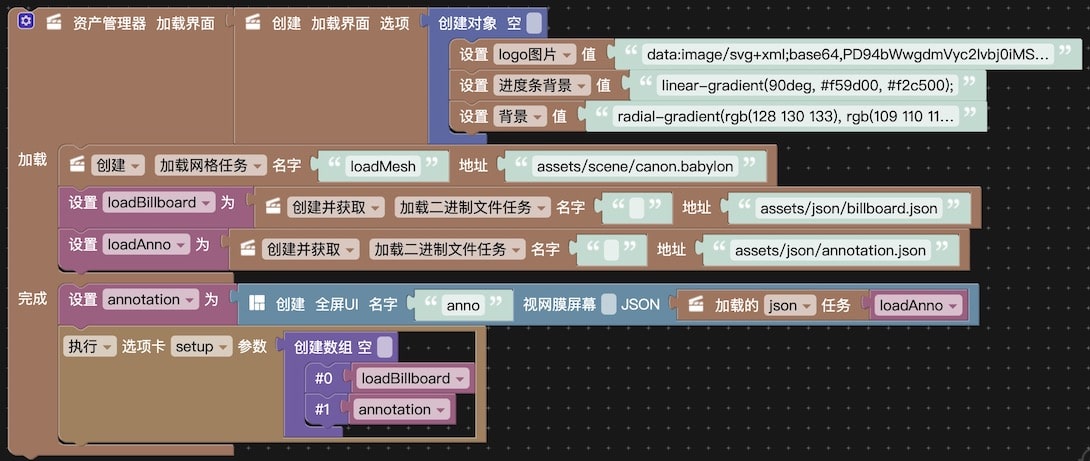 资产管理器 加载界面 创建 加载界面 选项 创建对象 空
设置 logo图片 值 “ data:image/svg+xml;base64,PD94bWwgdmVyc2lvbj0iMS... ”
设置 进度条背景 值 “ linear-gradient(90deg, #f59d00, #f2c500); ”
设置 背景 值 “ radial-gradient(rgb(128 130 133), rgb(109 110 11... ”
加载 创建 加载网格任务 名字 “ loadMesh ” 地址 “ assets/scene/canon.babylon ”
设置 loadBillboard 为 创建并获取 加载二进制文件任务 名字 “ ” 地址 “ assets/json/billboard.json ”
设置 loadAnno 为 创建并获取 加载二进制文件任务 名字 “ ” 地址 “ assets/json/annotation.json ”
完成 设置 annotation 为 创建 全屏UI 名字 “ anno ” 视网膜屏幕 JSON 加载的 json 任务 loadAnno
执行 选项卡 setup 参数 创建数组 空
#0 loadBillboard
#1 annotation